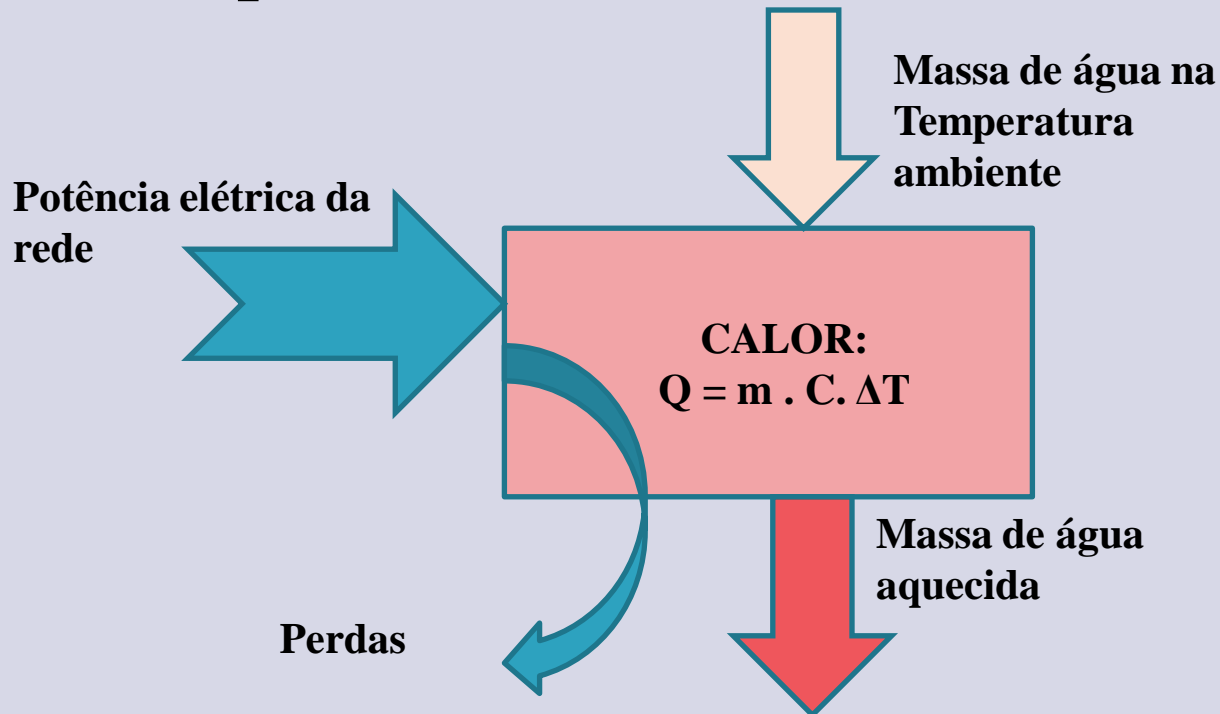 Massa de água na
Temperatura
ambiente
Potência elétrica da
rede
CALOR:
Q = m . C. ΔT
Massa de água
aquecida
Perdas